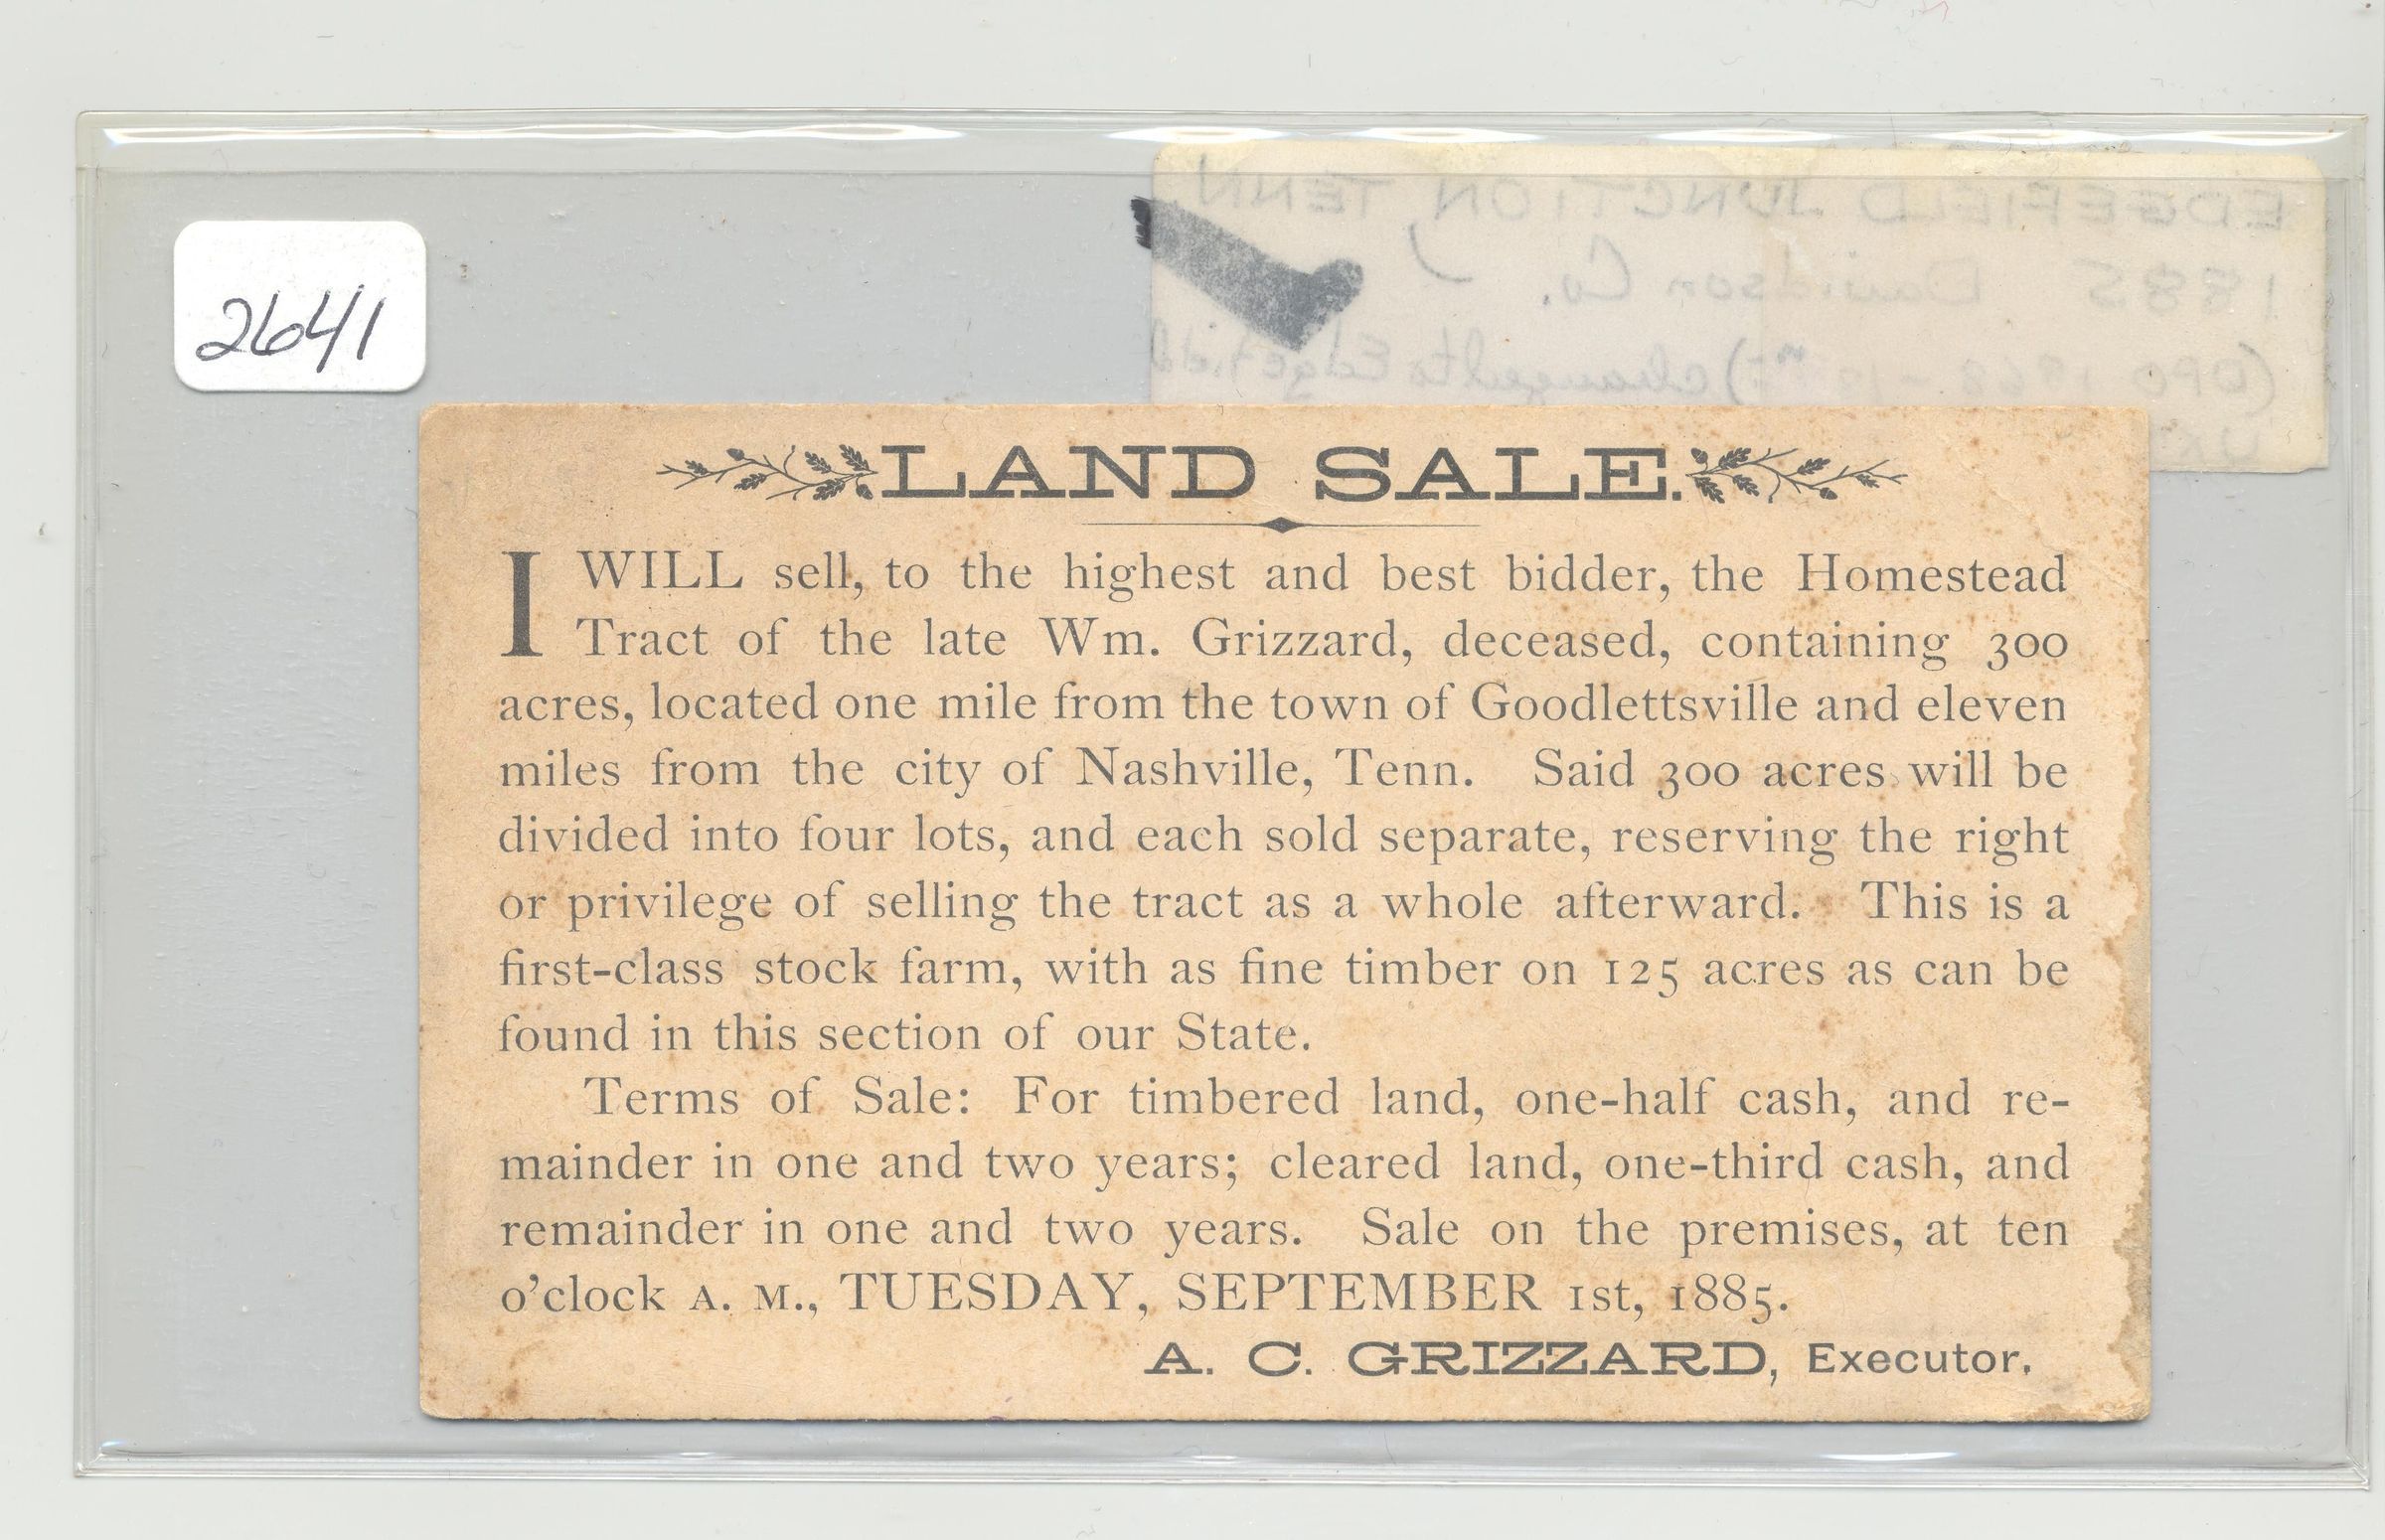 EDGEFIELD JUNCTION, TENN
1885 Davidson Co.
(DPO 1868 - ) changed to Edgefield
2641
LAND SALE.
I WILL sell, to the highest and best bidder, the Homestead
Tract of the late Wm. Grizzard, deceased, containing 300
acres, located one mile from the town of Goodlettsville and eleven
miles from the city of Nashville, Tenn. Said 300 acres will be
divided into four lots, and each sold separate, reserving the right
or privilege of selling the tract as a whole afterward. This is a
first-class stock farm, with as fine timber on 125 acres as can be
found in this section of our State.
Terms of Sale: For timbered land, one-half cash, and re-
mainder in one and two years; cleared land, one-third cash, and
remainder in one and two years. Sale on the premises, at ten
o'clock A. M., TUESDAY, SEPTEMBER 1st, 1885.
A. C. GRIZZARD, Executor.